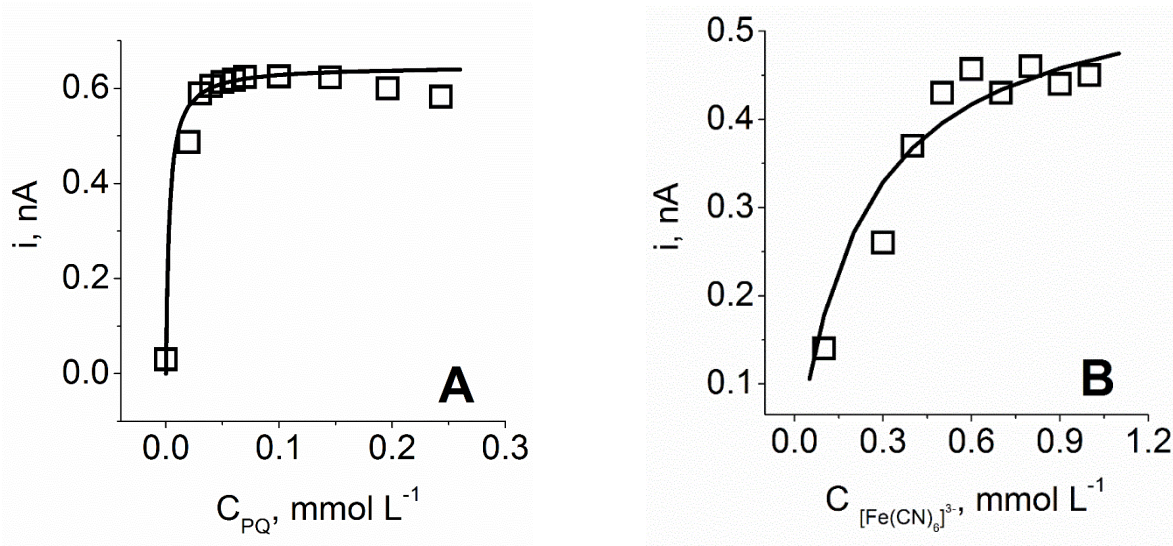 0.6
0.4
0.2
0.0
i, nA
A
0.0 0.1 0.2 0.3
C_PQ, mmol L^-1
0.5
0.4
0.3
0.2
0.1
i, nA
B
0.0 0.3 0.6 0.9 1.2
C [Fe(CN)₆]³⁻, mmol L⁻¹